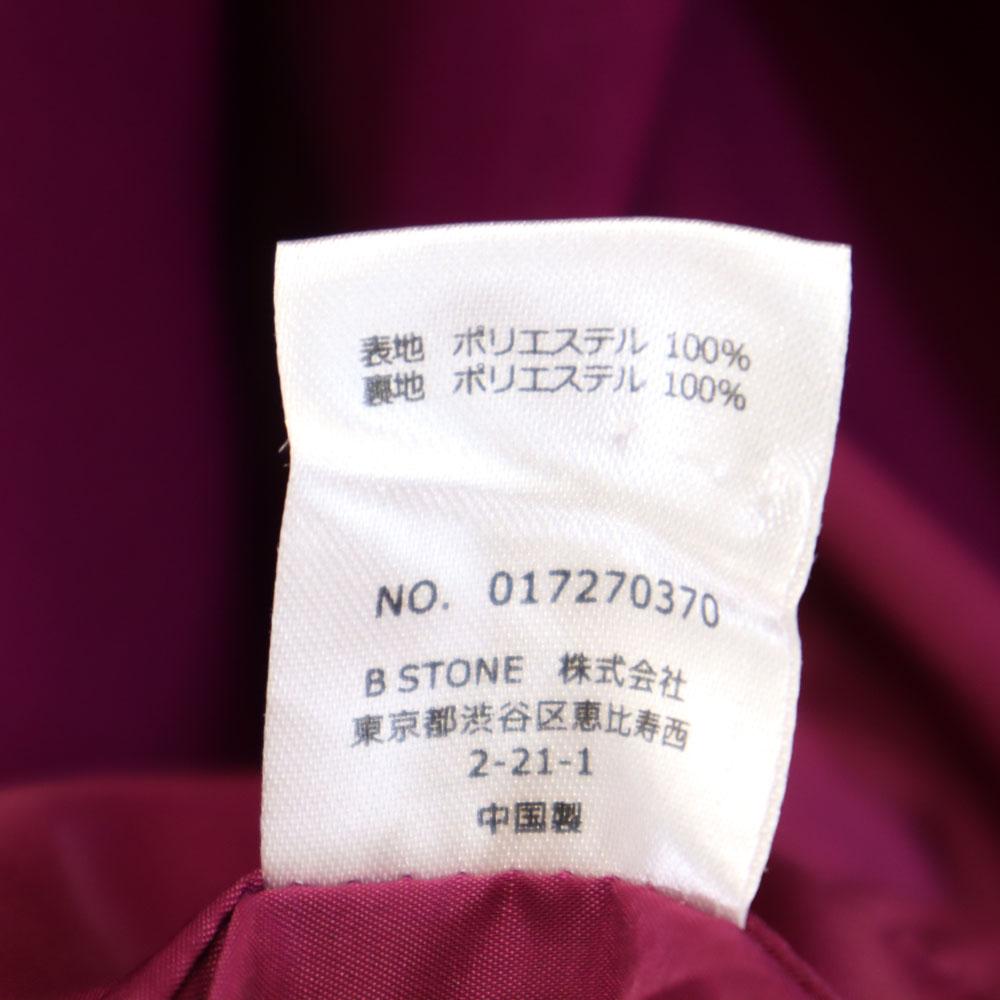 表地 ポリエステル 100%
裏地 ポリエステル 100%
NO. 017270370
B STONE 株式会社
東京都渋谷区恵比寿西
2-21-1
中国製